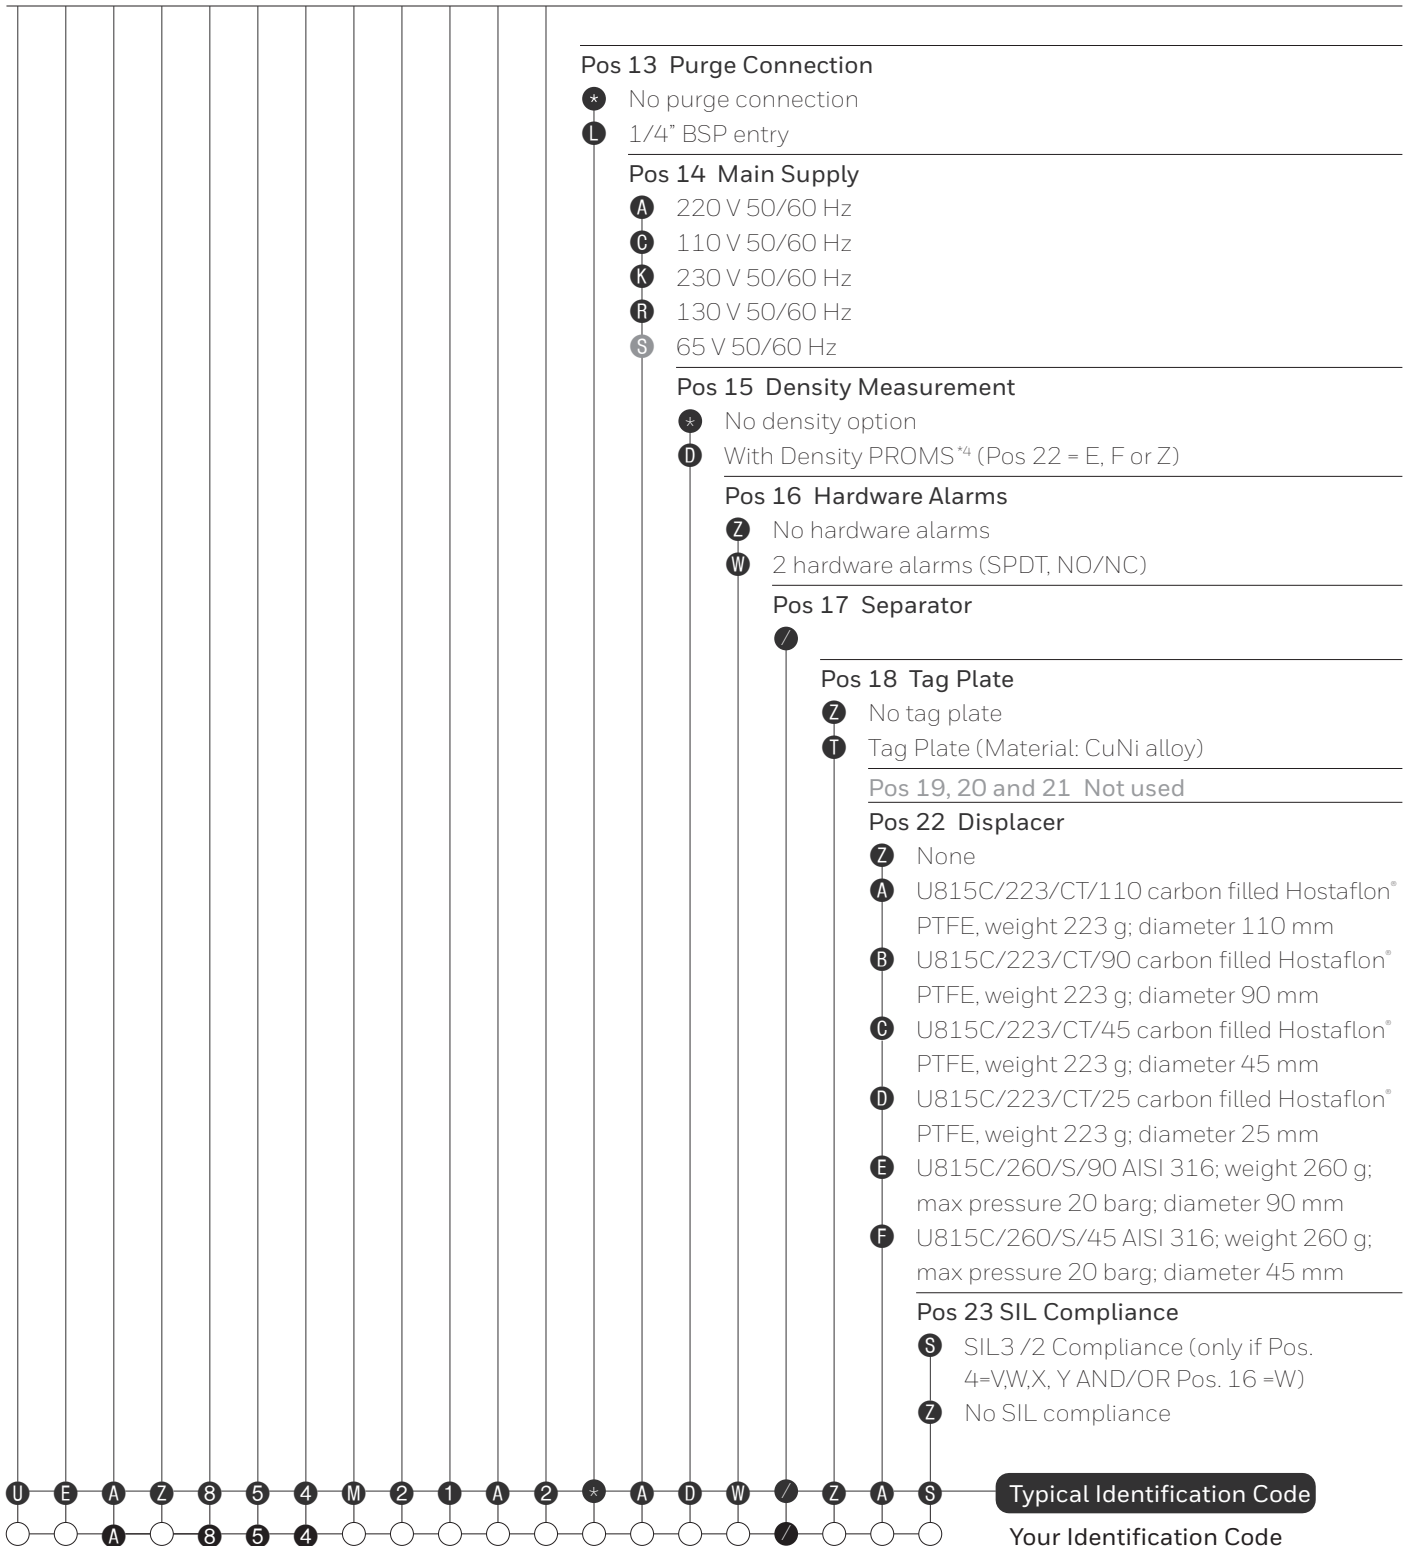 Pos 13 Purge Connection
* No purge connection
L 1/4” BSP entry
Pos 14 Main Supply
A 220 V 50/60 Hz
C 110 V 50/60 Hz
K 230 V 50/60 Hz
R 130 V 50/60 Hz
S 65 V 50/60 Hz
Pos 15 Density Measurement
* No density option
D With Density PROMS*4 (Pos 22 = E, F or Z)
Pos 16 Hardware Alarms
Z No hardware alarms
W 2 hardware alarms (SPDT, NO/NC)
Pos 17 Separator
/
Pos 18 Tag Plate
Z No tag plate
T Tag Plate (Material: CuNi alloy)
Pos 19, 20 and 21 Not used
Pos 22 Displacer
Z None
A U815C/223/CT/110 carbon filled Hostaflon®
PTFE, weight 223 g; diameter 110 mm
B U815C/223/CT/90 carbon filled Hostaflon®
PTFE, weight 223 g; diameter 90 mm
C U815C/223/CT/45 carbon filled Hostaflon®
PTFE, weight 223 g; diameter 45 mm
D U815C/223/CT/25 carbon filled Hostaflon®
PTFE, weight 223 g; diameter 25 mm
E U815C/260/S/90 AISI 316; weight 260 g;
max pressure 20 barg; diameter 90 mm
F U815C/260/S/45 AISI 316; weight 260 g;
max pressure 20 barg; diameter 45 mm
Pos 23 SIL Compliance
S SIL3 /2 Compliance (only if Pos.
4=V,W,X, Y AND/OR Pos. 16 =W)
Z No SIL compliance
U E A Z 8 5 4 M 2 1 A 2 * A D W / Z A S Typical Identification Code
A 8 5 4 / Your Identification Code